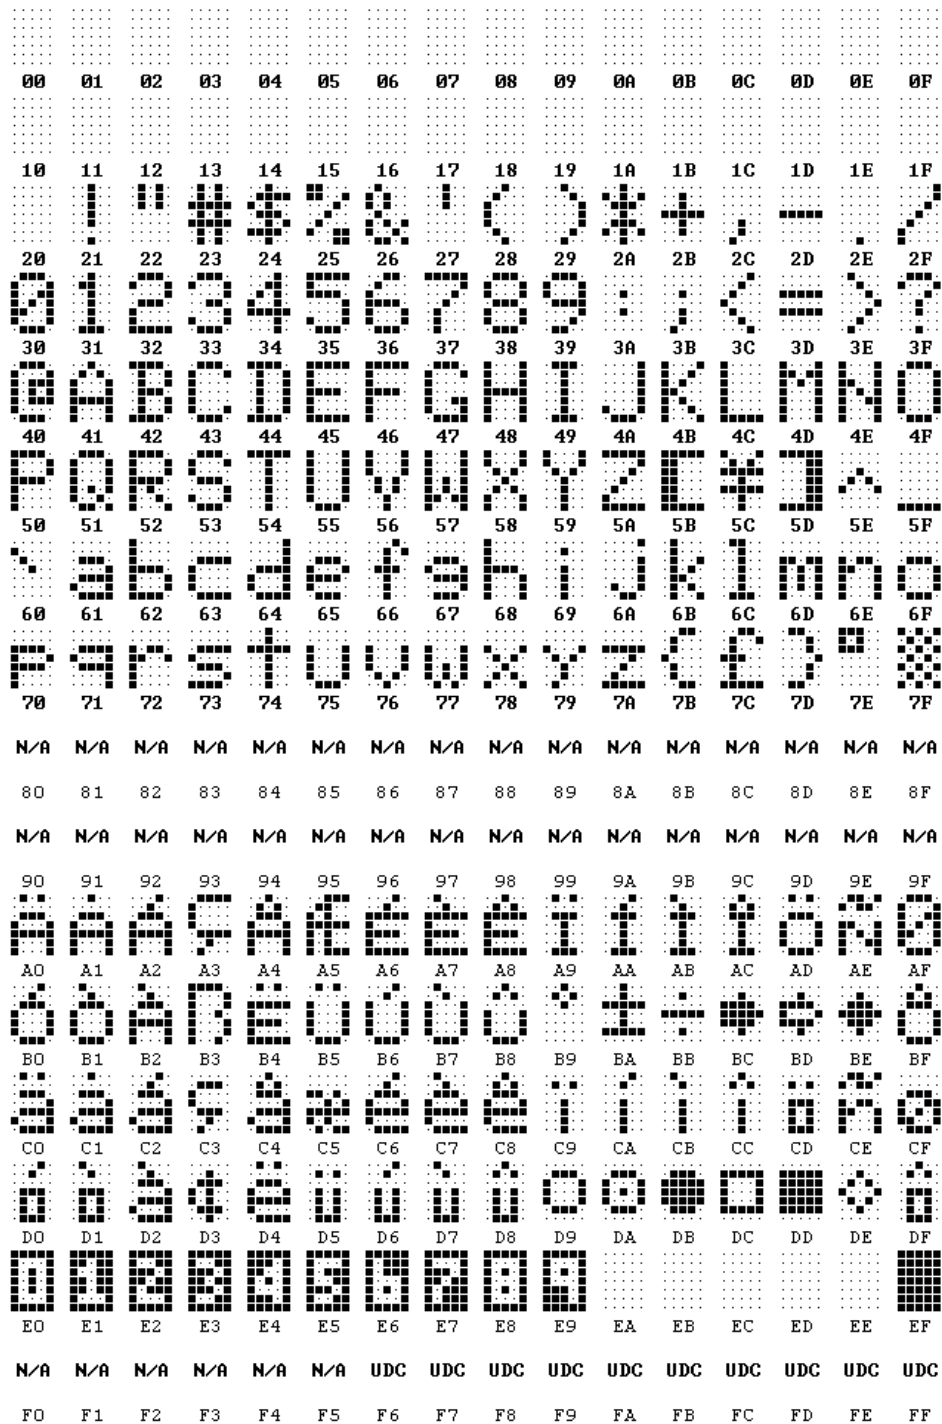 00 01 02 03 04 05 06 07 08 09 0A 0B 0C 0D 0E 0F
10 11 12 13 14 15 16 17 18 19 1A 1B 1C 1D 1E 1F
! " # $ % & ' ( ) * + , - . /
20 21 22 23 24 25 26 27 28 29 2A 2B 2C 2D 2E 2F
0 1 2 3 4 5 6 7 8 9 : ; < = > ?
30 31 32 33 34 35 36 37 38 39 3A 3B 3C 3D 3E 3F
@ A B C D E F G H I J K L M N O
40 41 42 43 44 45 46 47 48 49 4A 4B 4C 4D 4E 4F
P Q R S T U V W X Y Z [ ¥ ] ^ _
50 51 52 53 54 55 56 57 58 59 5A 5B 5C 5D 5E 5F
` a b c d e f g h i j k l m n o
60 61 62 63 64 65 66 67 68 69 6A 6B 6C 6D 6E 6F
p q r s t u v w x y z { £ } ° ▒
70 71 72 73 74 75 76 77 78 79 7A 7B 7C 7D 7E 7F
N/A N/A N/A N/A N/A N/A N/A N/A N/A N/A N/A N/A N/A N/A N/A N/A
80 81 82 83 84 85 86 87 88 89 8A 8B 8C 8D 8E 8F
N/A N/A N/A N/A N/A N/A N/A N/A N/A N/A N/A N/A N/A N/A N/A N/A
90 91 92 93 94 95 96 97 98 99 9A 9B 9C 9D 9E 9F
Ä À Á Ç Â Æ É È Ê Ï Í Ì Î Ö Ñ Ø
A0 A1 A2 A3 A4 A5 A6 A7 A8 A9 AA AB AC AD AE AF
Ó Ò Å ß Ë Ü Ú Ù Û ° ± ÷ Ô
B0 B1 B2 B3 B4 B5 B6 B7 B8 B9 BA BB BC BD BE BF
ä à á ç â æ é è ê ï í ì î ö ñ ø
C0 C1 C2 C3 C4 C5 C6 C7 C8 C9 CA CB CC CD CE CF
ó ò å ¢ ë ü ú ù û ô
D0 D1 D2 D3 D4 D5 D6 D7 D8 D9 DA DB DC DD DE DF
0 1 2 3 4 5 6 7 8 9
E0 E1 E2 E3 E4 E5 E6 E7 E8 E9 EA EB EC ED EE EF
N/A N/A N/A N/A N/A N/A UDC UDC UDC UDC UDC UDC UDC UDC UDC UDC
F0 F1 F2 F3 F4 F5 F6 F7 F8 F9 FA FB FC FD FE FF